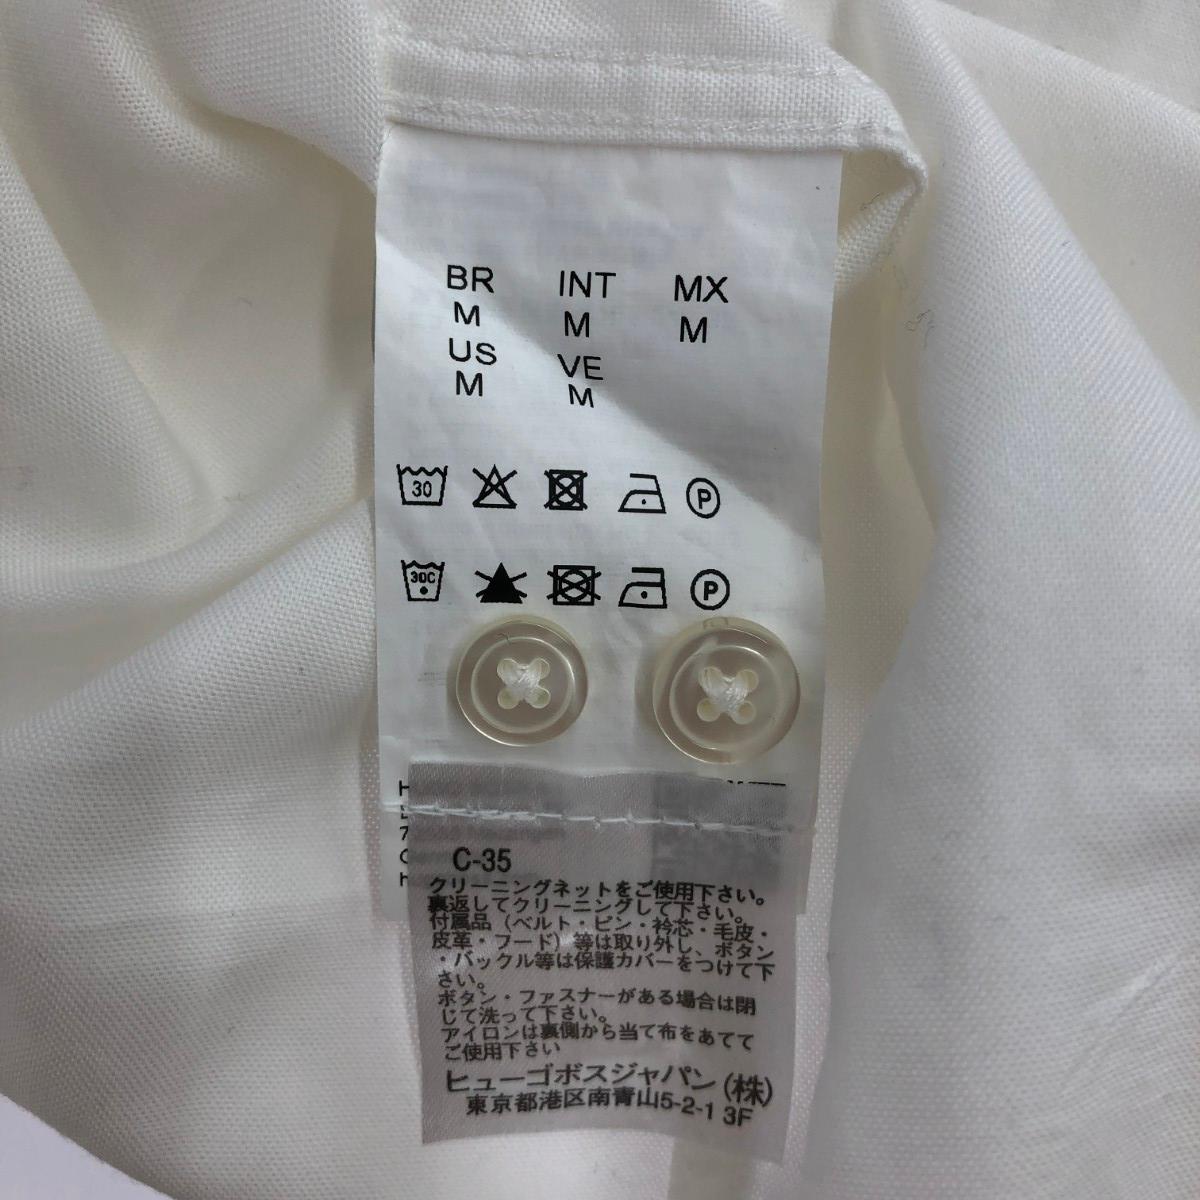 BR INT MX
M M M
US VE
M M
30 P
30C P
C-35
クリーニングネットをご使用下さい。
裏返してクリーニングして下さい。
付属品（ベルト・ピン・衿芯・毛皮・
皮革・フード）等は取り外し、ボタン
・バックル等は保護カバーをつけて下
さい。
ボタン・ファスナーがある場合は閉
じて洗って下さい。
アイロンは裏側から当て布をあてて
ご使用下さい
ヒューゴボスジャパン(株)
東京都港区南青山5-2-1 3F